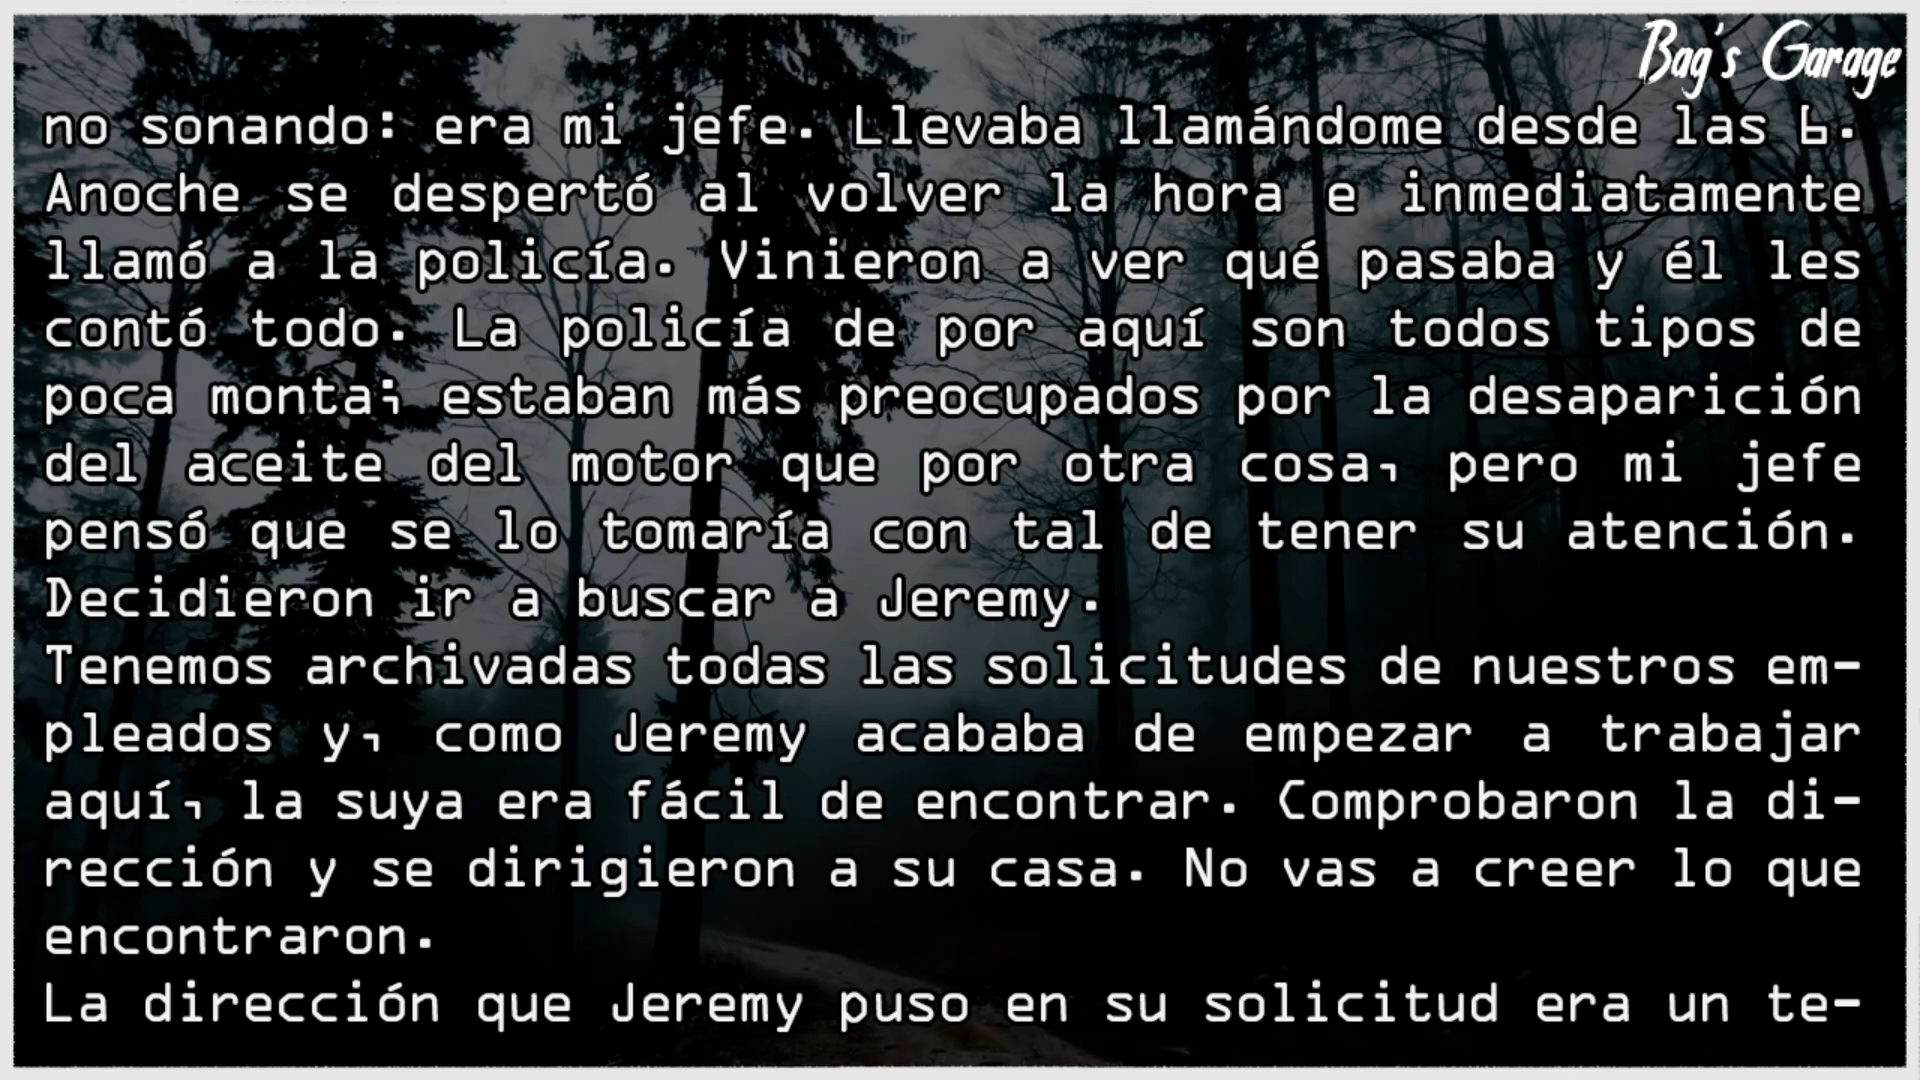 Bag's Garage
no sonando: era mi jefe. Llevaba llamándome desde las 6.
Anoche se despertó al volver la hora e inmediatamente
llamó a la policía. Vinieron a ver qué pasaba y él les
contó todo. La policía de por aquí son todos tipos de
poca monta; estaban más preocupados por la desaparición
del aceite del motor que por otra cosa, pero mi jefe
pensó que se lo tomaría con tal de tener su atención.
Decidieron ir a buscar a Jeremy.
Tenemos archivadas todas las solicitudes de nuestros em-
pleados y, como Jeremy acababa de empezar a trabajar
aquí, la suya era fácil de encontrar. Comprobaron la di-
rección y se dirigieron a su casa. No vas a creer lo que
encontraron.
La dirección que Jeremy puso en su solicitud era un te-